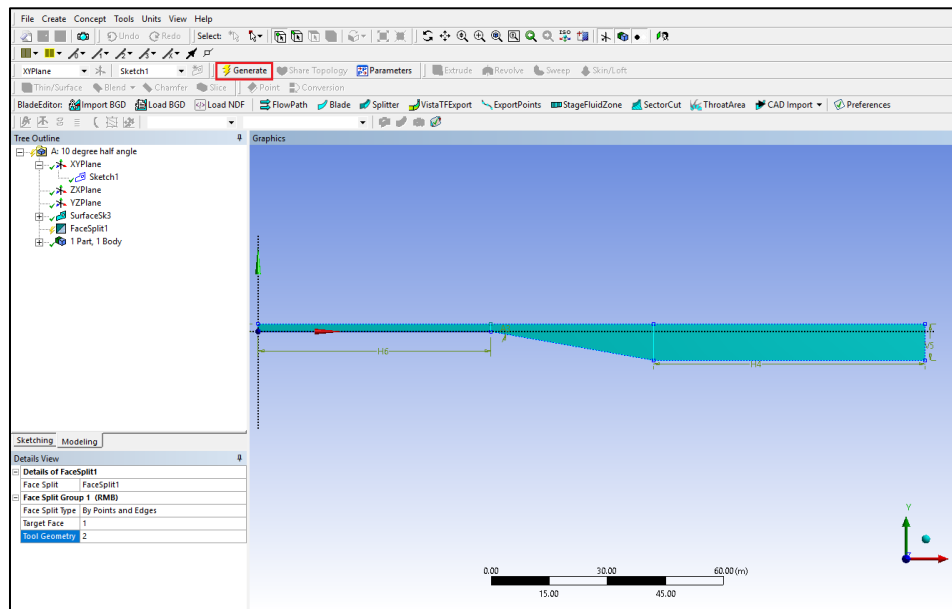 File Create Concept Tools Units View Help
Undo Redo Select: ISO
XYPlane Sketch1 Generate Share Topology Parameters Extrude Revolve Sweep Skin/Loft
Thin/Surface Blend Chamfer Slice Point Conversion
BladeEditor: Import BGD Load BGD Load NDF FlowPath Blade Splitter VistaTFExport ExportPoints StageFluidZone SectorCut ThroatArea CAD Import Preferences
Tree Outline
Graphics
A: 10 degree half angle
XYPlane
Sketch1
ZXPlane
YZPlane
SurfaceSk3
FaceSplit1
1 Part, 1 Body
V5
H6
H4
Sketching Modeling
Details View
Details of FaceSplit1
Face Split FaceSplit1
Face Split Group 1 (RMB)
Face Split Type By Points and Edges
Target Face 1
Tool Geometry 2
Y
0.00 30.00 60.00 (m)
15.00 45.00